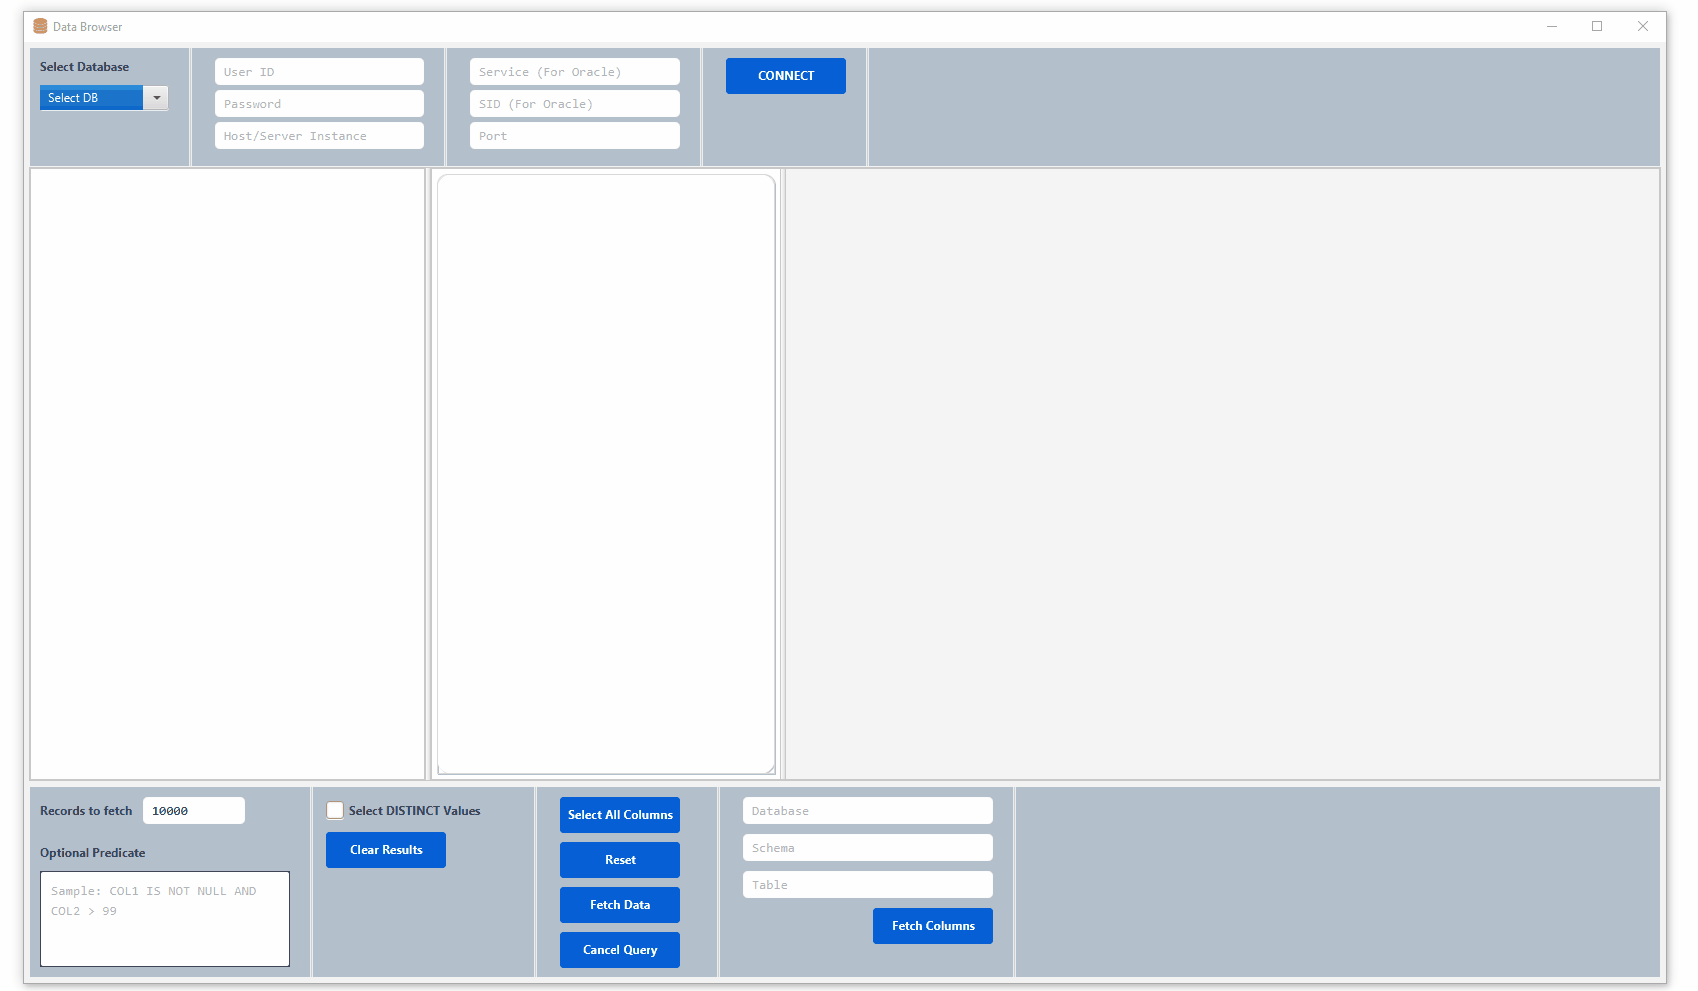 Data Browser
Select Database
Select DB
User ID
Password
Host/Server Instance
Service (For Oracle)
SID (For Oracle)
Port
CONNECT
Records to fetch 10000
Optional Predicate
Sample: COL1 IS NOT NULL AND
COL2 > 99
Select DISTINCT Values
Clear Results
Select All Columns
Reset
Fetch Data
Cancel Query
Database
Schema
Table
Fetch Columns